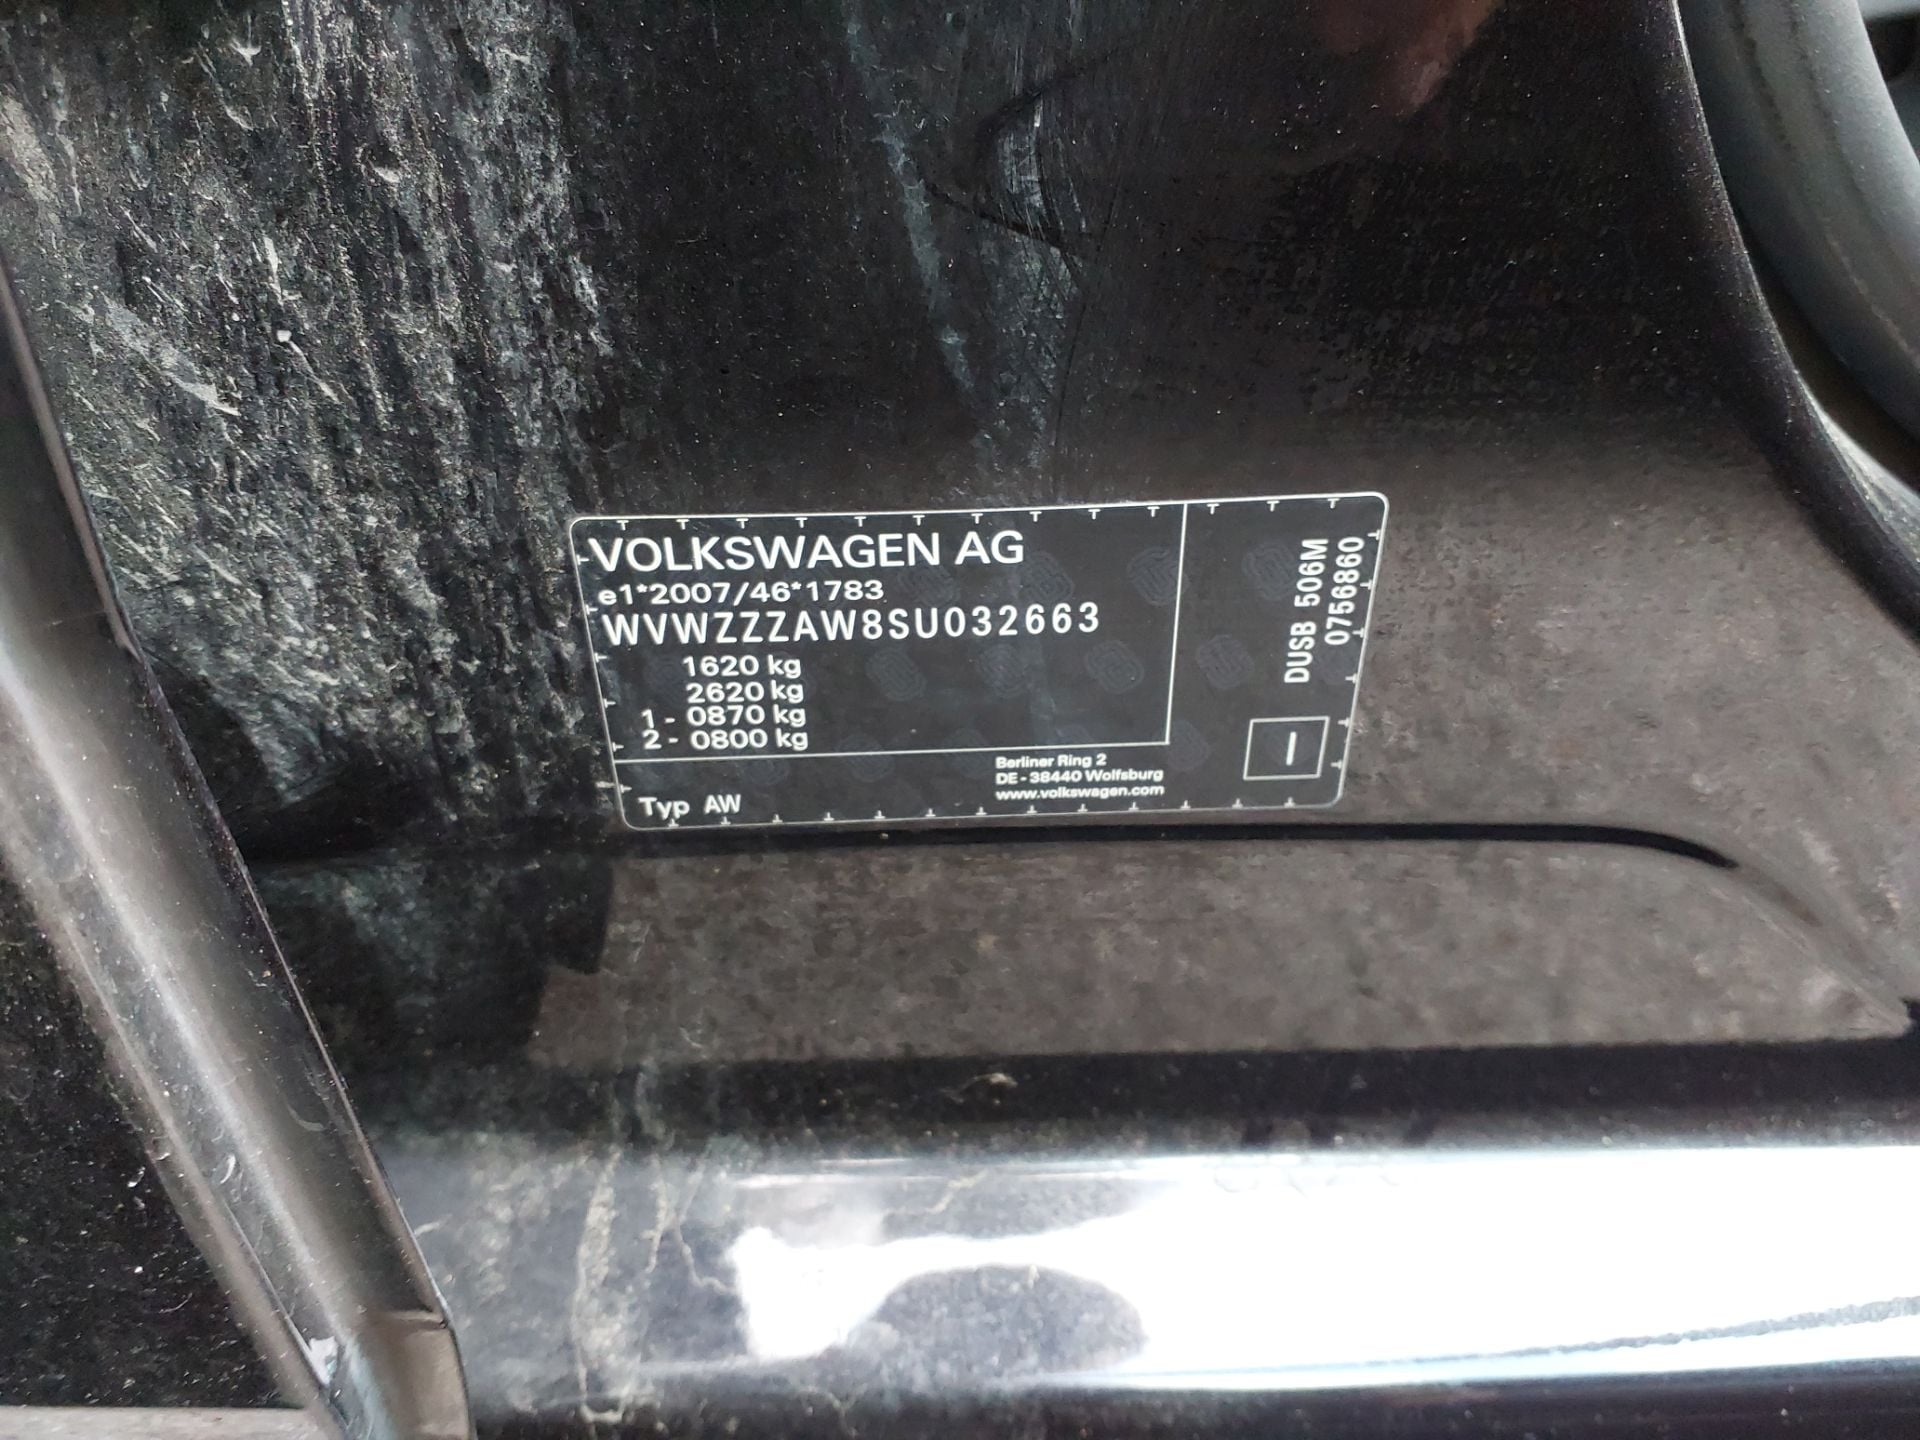 VOLKSWAGEN AG
e1*2007/46*1783
WVWZZZAW8SU032663
1620 kg
2620 kg
1 - 0870 kg
2 - 0800 kg
Typ AW
Berliner Ring 2
DE - 38440 Wolfsburg
www.volkswagen.com
DUSB 506M
0756860